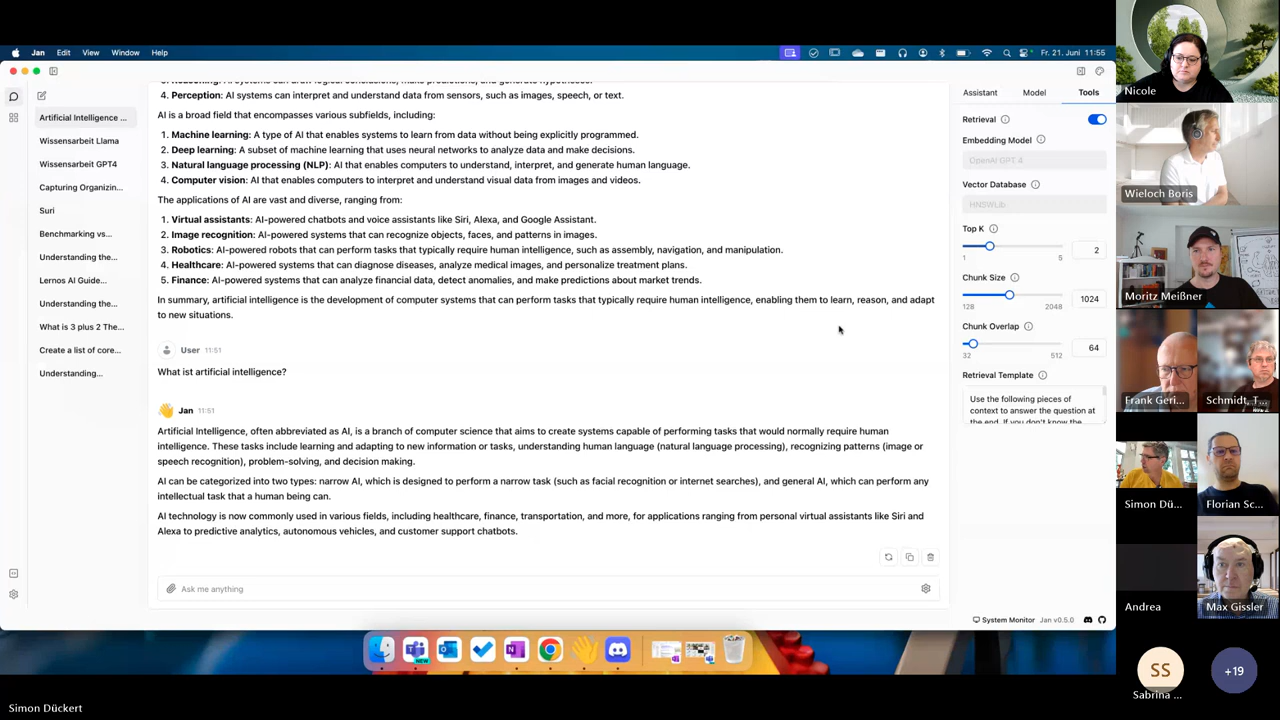 Jan Edit View Window Help
Fr. 21. Juni 11:55
Artificial Intelligence ...
Wissensarbeit Llama
Wissensarbeit GPT4
Capturing Organizin...
Suri
Benchmarking vs...
Understanding the...
Lernos AI Guide...
Understanding the...
What is 3 plus 2 The...
Create a list of core...
Understanding...
4. Perception: AI systems can interpret and understand data from sensors, such as images, speech, or text.
AI is a broad field that encompasses various subfields, including:
1. Machine learning: A type of AI that enables systems to learn from data without being explicitly programmed.
2. Deep learning: A subset of machine learning that uses neural networks to analyze data and make decisions.
3. Natural language processing (NLP): AI that enables computers to understand, interpret, and generate human language.
4. Computer vision: AI that enables computers to interpret and understand visual data from images and videos.
The applications of AI are vast and diverse, ranging from:
1. Virtual assistants: AI-powered chatbots and voice assistants like Siri, Alexa, and Google Assistant.
2. Image recognition: AI-powered systems that can recognize objects, faces, and patterns in images.
3. Robotics: AI-powered robots that can perform tasks that typically require human intelligence, such as assembly, navigation, and manipulation.
4. Healthcare: AI-powered systems that can diagnose diseases, analyze medical images, and personalize treatment plans.
5. Finance: AI-powered systems that can analyze financial data, detect anomalies, and make predictions about market trends.
In summary, artificial intelligence is the development of computer systems that can perform tasks that typically require human intelligence, enabling them to learn, reason, and adapt
to new situations.
User 11:51
What ist artificial intelligence?
Jan 11:51
Artificial Intelligence, often abbreviated as AI, is a branch of computer science that aims to create systems capable of performing tasks that would normally require human
intelligence. These tasks include learning and adapting to new information or tasks, understanding human language (natural language processing), recognizing patterns (image or
speech recognition), problem-solving, and decision making.
AI can be categorized into two types: narrow AI, which is designed to perform a narrow task (such as facial recognition or internet searches), and general AI, which can perform any
intellectual task that a human being can.
AI technology is now commonly used in various fields, including healthcare, finance, transportation, and more, for applications ranging from personal virtual assistants like Siri and
Alexa to predictive analytics, autonomous vehicles, and customer support chatbots.
Ask me anything
Assistant Model Tools
Retrieval
Embedding Model
OpenAI GPT 4
Vector Database
HNSWLib
Top K
2
1 5
Chunk Size
1024
128 2048
Chunk Overlap
64
32 512
Retrieval Template
Use the following pieces of
context to answer the question at
the end. If you don't know the
System Monitor Jan v0.5.0
NEW
Nicole
Wieloch Boris
Moritz Meißner
Frank Geri...
Schmidt, T...
Simon Dü...
Florian Sc...
Andrea
Max Gissler
SS
Sabrina ...
+19
Simon Dückert